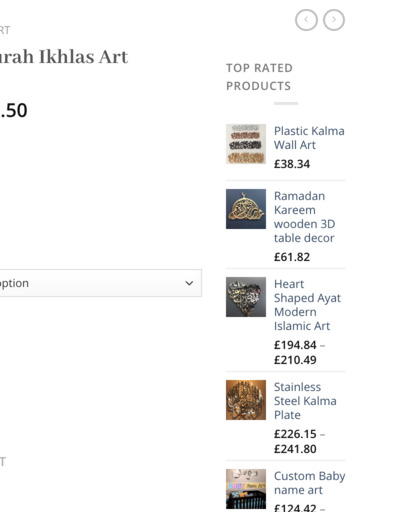 RT
urah Ikhlas Art
.50
option
T
TOP RATED
PRODUCTS
Plastic Kalma
Wall Art
£38.34
Ramadan
Kareem
wooden 3D
table decor
£61.82
Heart
Shaped Ayat
Modern
Islamic Art
£194.84 –
£210.49
Stainless
Steel Kalma
Plate
£226.15 –
£241.80
Custom Baby
name art
£124.42 –